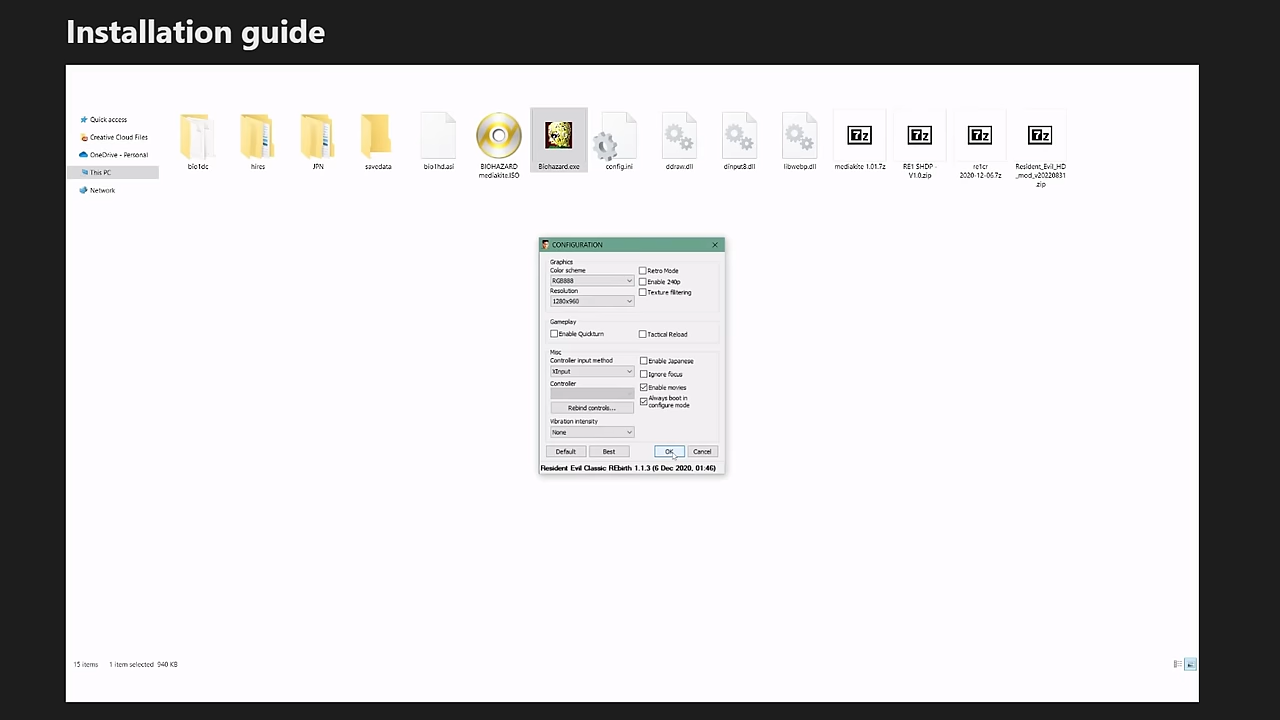 Installation guide
Quick access
Creative Cloud Files
OneDrive - Personal
This PC
Network
bio1dc
hires
JPN
savedata
bio1hd.asi
BIOHAZARD
mediakite.ISO
Biohazard.exe
config.ini
ddraw.dll
dinput8.dll
libwebp.dll
mediakite 1.01.7z
RE1 SHDP -
V1.0.zip
re1cr
2020-12-06.7z
Resident_Evil_HD
_mod_v20220831
.zip
CONFIGURATION
Graphics
Color scheme
RGB888
Resolution
1280x960
Retro Mode
Enable 240p
Texture filtering
Gameplay
Enable Quickturn
Tactical Reload
Misc
Controller input method
XInput
Controller
Rebind controls...
Vibration intensity
None
Enable Japanese
Ignore focus
Enable movies
Always boot in
configure mode
Default
Best
OK
Cancel
Resident Evil Classic REbirth 1.1.3 (6 Dec 2020, 01:46)
15 items
1 item selected 940 KB